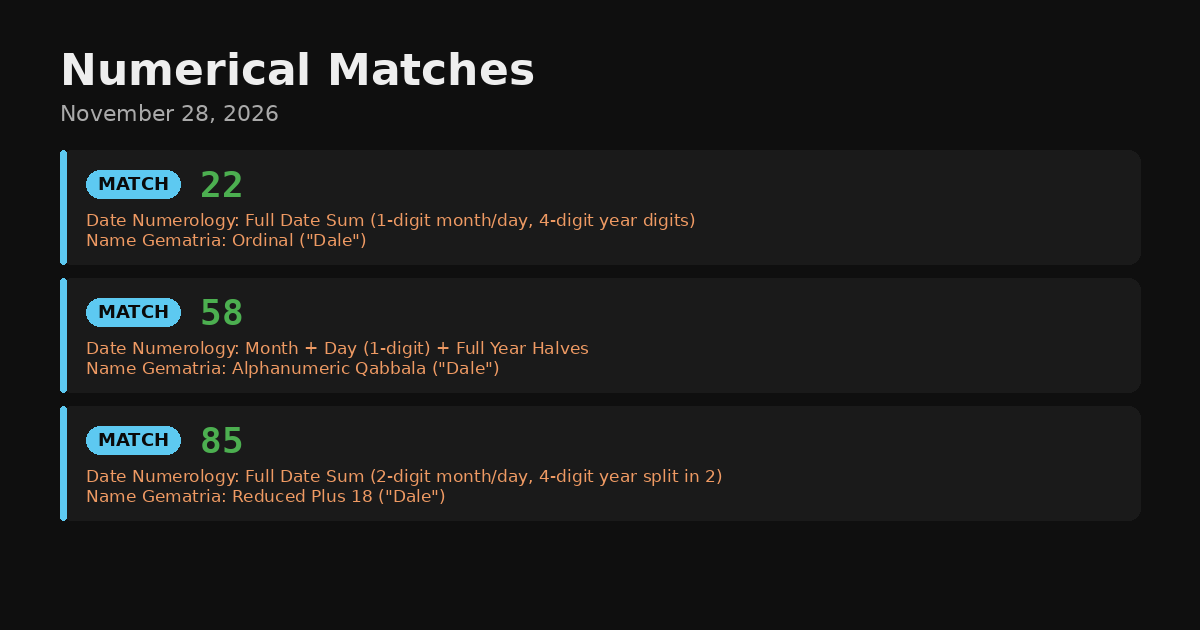 Numerical Matches
November 28, 2026
MATCH 22
Date Numerology: Full Date Sum (1-digit month/day, 4-digit year digits)
Name Gematria: Ordinal ("Dale")
MATCH 58
Date Numerology: Month + Day (1-digit) + Full Year Halves
Name Gematria: Alphanumeric Qabbala ("Dale")
MATCH 85
Date Numerology: Full Date Sum (2-digit month/day, 4-digit year split in 2)
Name Gematria: Reduced Plus 18 ("Dale")